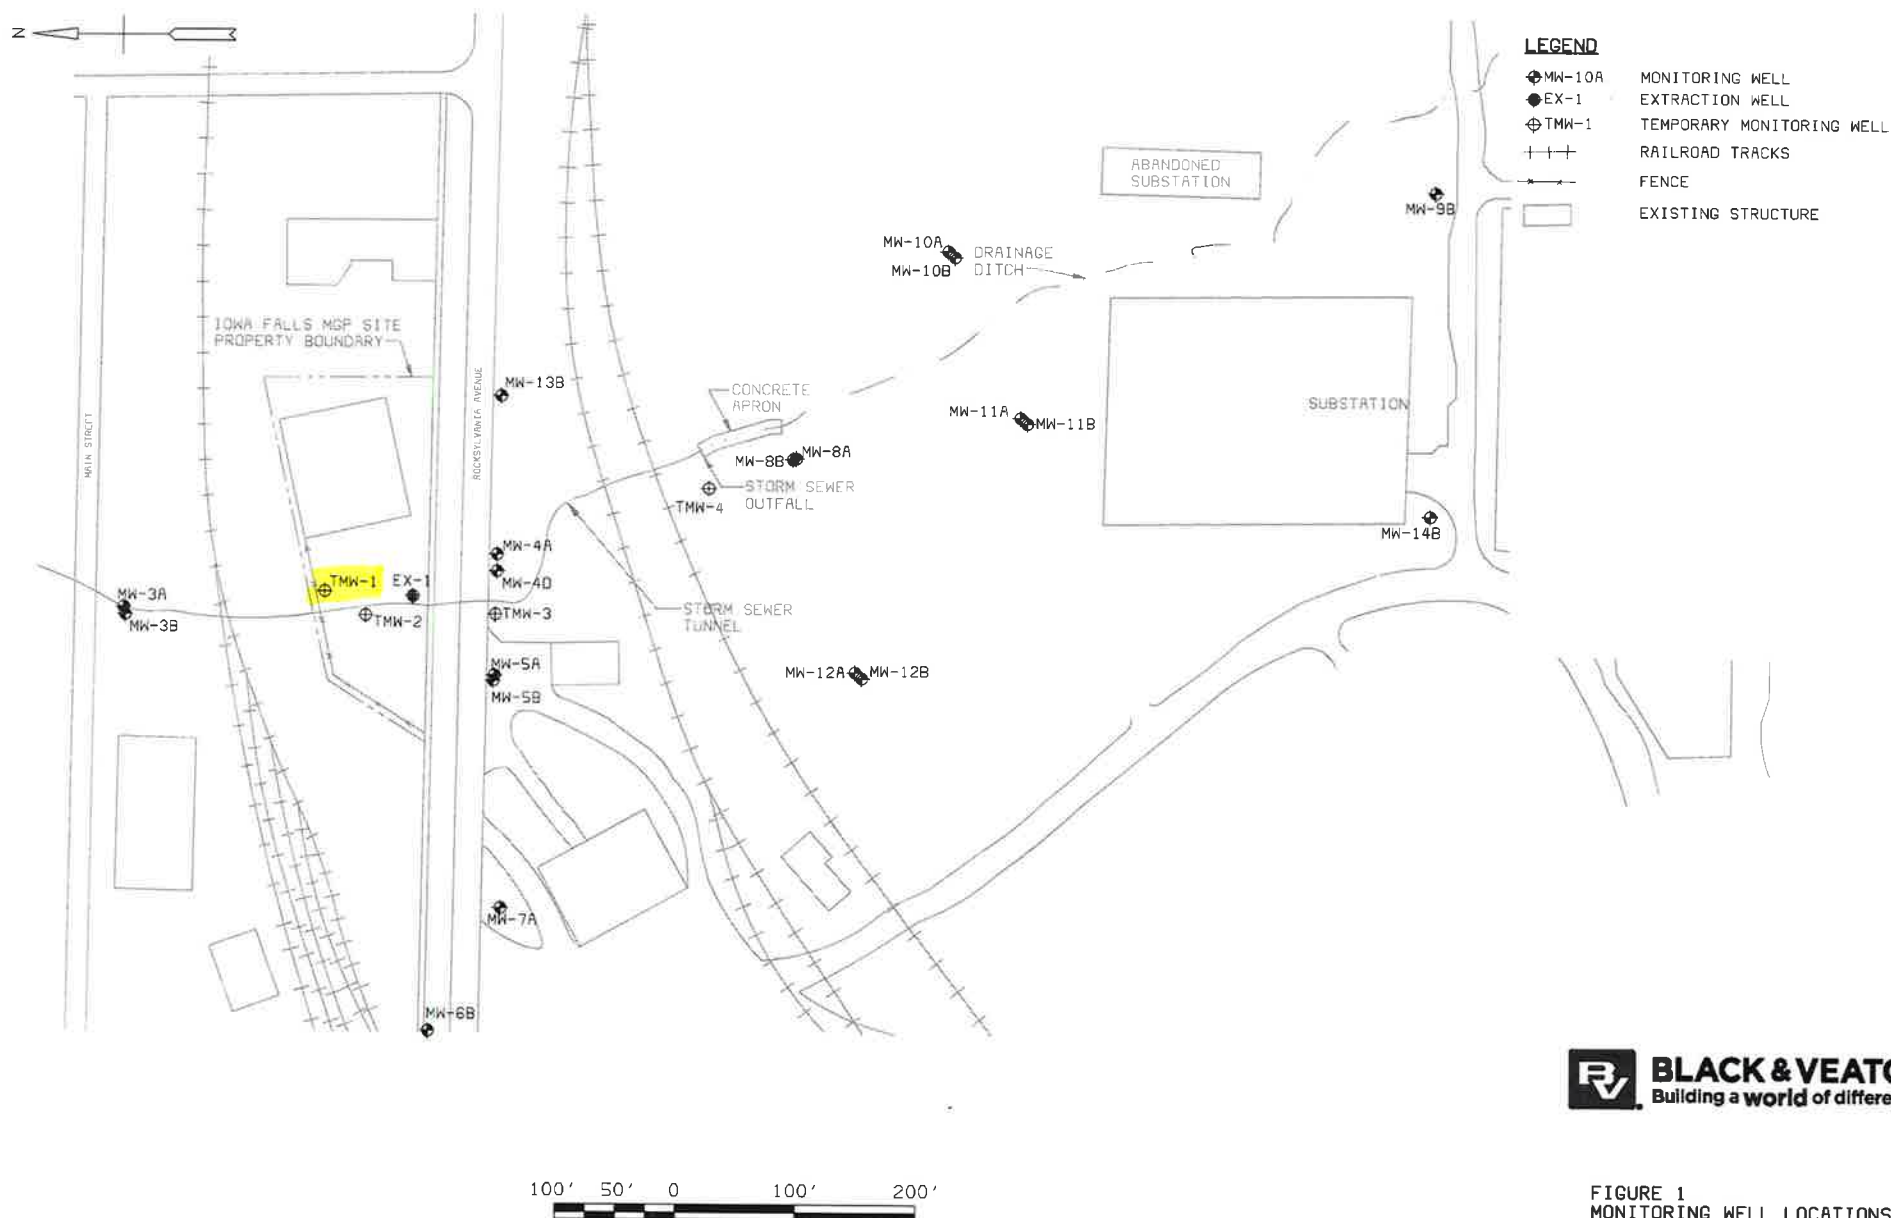 N
LEGEND
MW-10A MONITORING WELL
EX-1 EXTRACTION WELL
TMW-1 TEMPORARY MONITORING WELL
RAILROAD TRACKS
FENCE
EXISTING STRUCTURE
ABANDONED
SUBSTATION
MW-9B
MW-10A
MW-10B
DRAINAGE
DITCH
IOWA FALLS MGP SITE
PROPERTY BOUNDARY
MAIN STREET
ROCKSYLVANIA AVENUE
MW-13B
CONCRETE
APRON
MW-11A
MW-11B
SUBSTATION
MW-8B
MW-8A
STORM SEWER
OUTFALL
TMW-4
MW-14B
MW-4A
MW-4D
TMW-1
EX-1
MW-3A
MW-3B
TMW-2
TMW-3
STORM SEWER
TUNNEL
MW-5A
MW-5B
MW-12A
MW-12B
MW-7A
MW-6B
BV
BLACK & VEATC
Building a world of differe
100' 50' 0 100' 200'
FIGURE 1
MONITORING WELL LOCATIONS